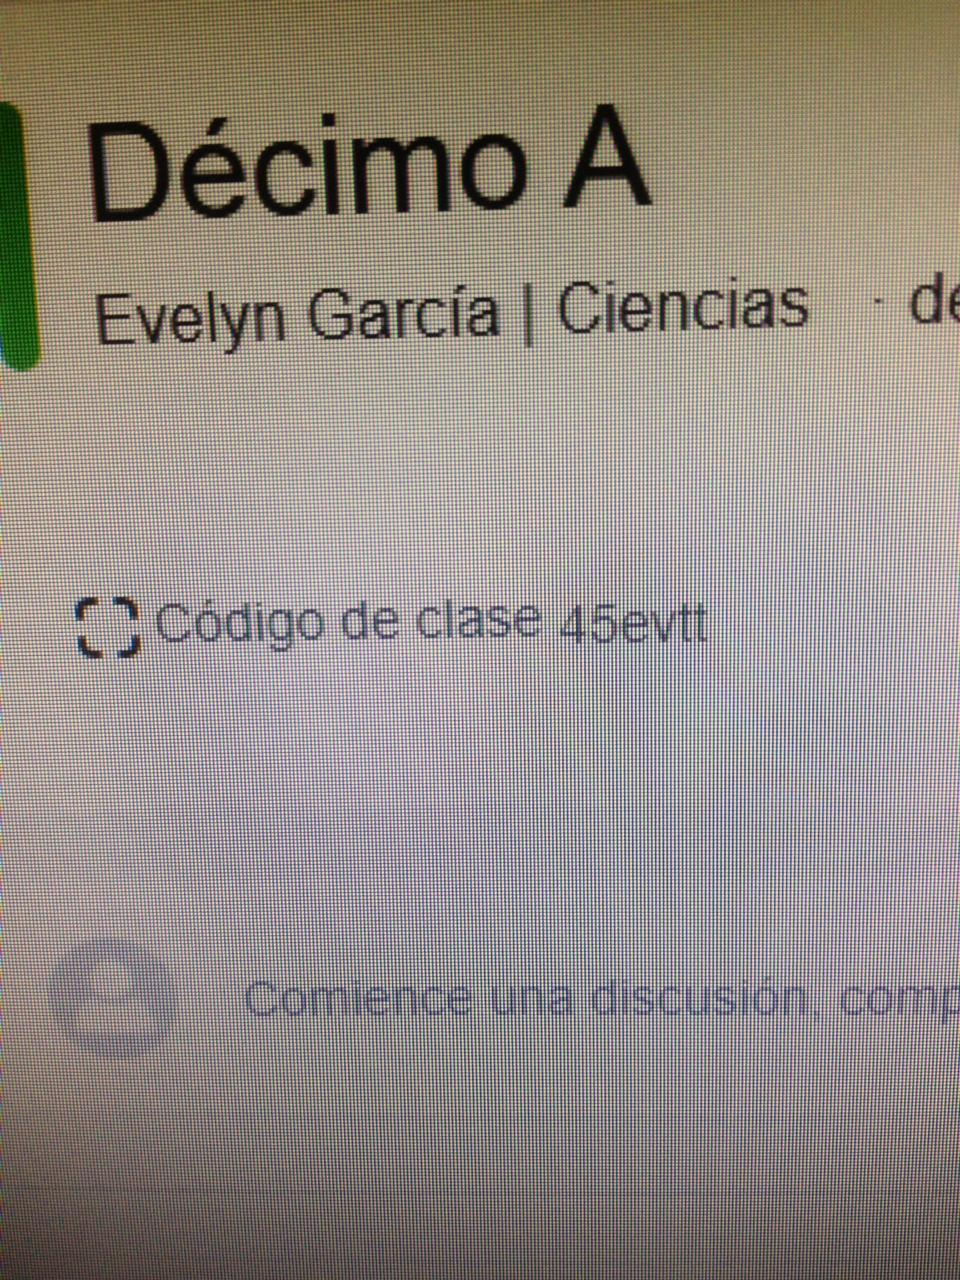 Décimo A
Evelyn García | Ciencias · de
Código de clase 45evtt
Comience una discusión, comp